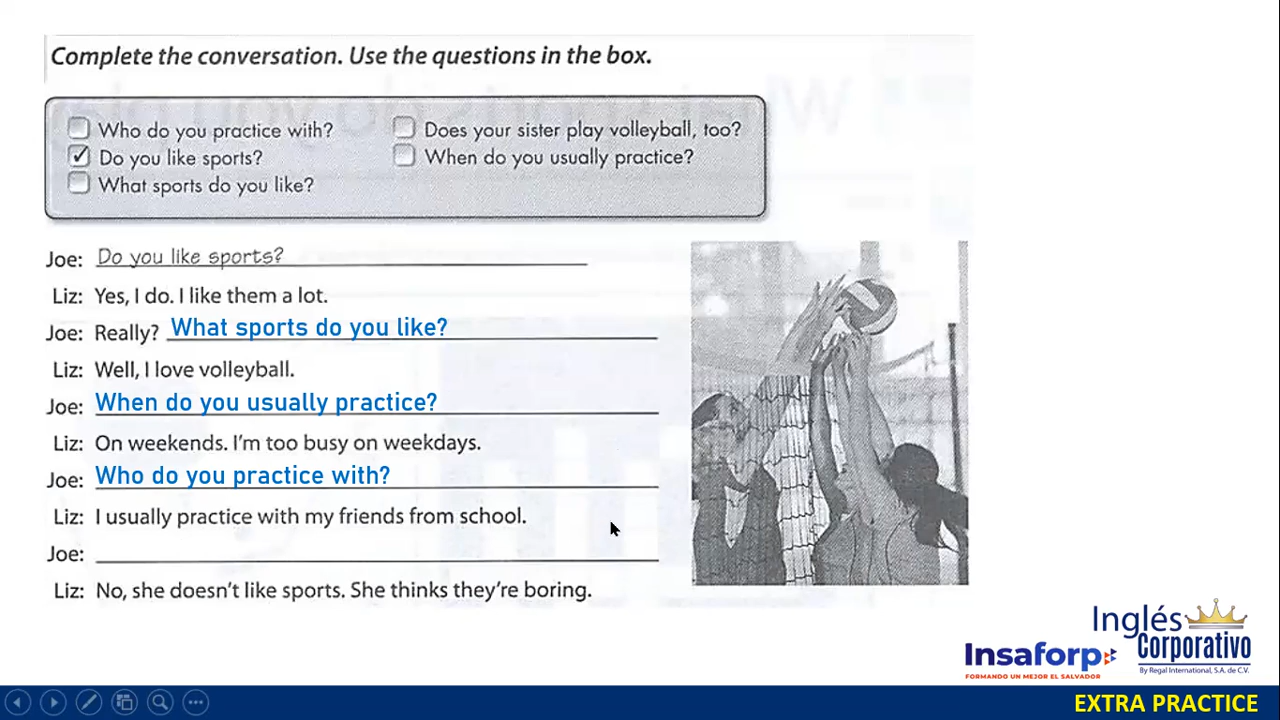 Complete the conversation. Use the questions in the box.
Who do you practice with?
Do you like sports?
What sports do you like?
Does your sister play volleyball, too?
When do you usually practice?
Joe: Do you like sports?
Liz: Yes, I do. I like them a lot.
Joe: Really? What sports do you like?
Liz: Well, I love volleyball.
Joe: When do you usually practice?
Liz: On weekends. I'm too busy on weekdays.
Joe: Who do you practice with?
Liz: I usually practice with my friends from school.
Joe:
Liz: No, she doesn't like sports. She thinks they're boring.
Insaforp
FORMANDO UN MEJOR EL SALVADOR
Inglés
Corporativo
By Regal International, S.A. de C.V.
EXTRA PRACTICE